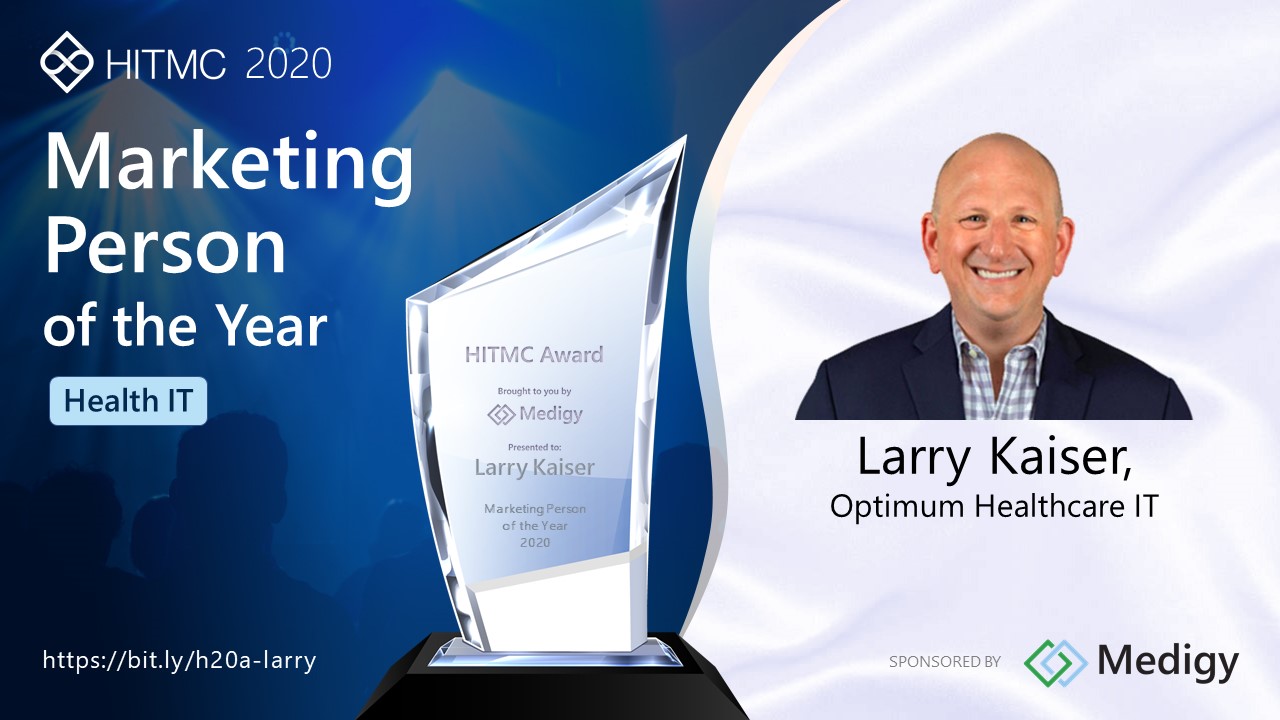 HITMC 2020
Marketing
Person
of the Year
Health IT
HITMC Award
Brought to you by
Medigy
Presented to:
Larry Kaiser
Marketing Person
of the Year
2020
https://bit.ly/h20a-larry
Larry Kaiser,
Optimum Healthcare IT
SPONSORED BY Medigy